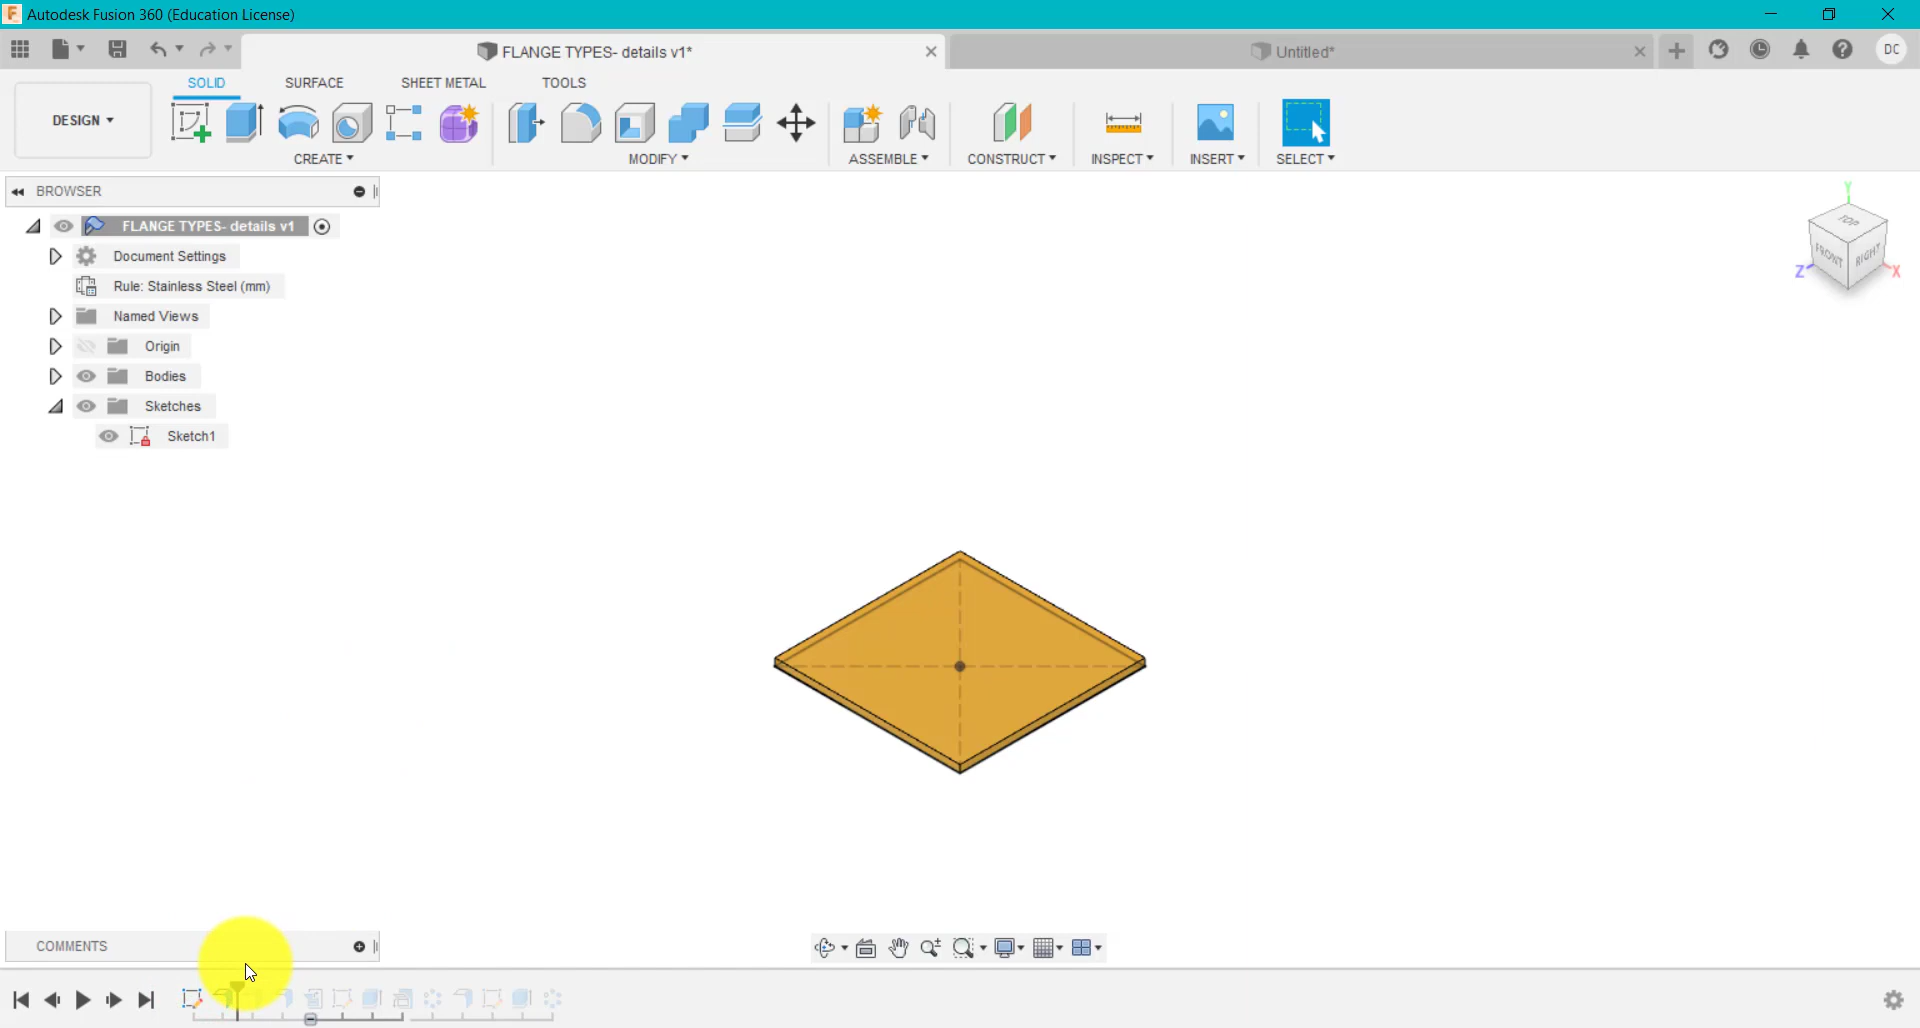 Autodesk Fusion 360 (Education License)
FLANGE TYPES- details v1*
Untitled*
DC
SOLID
SURFACE
SHEET METAL
TOOLS
DESIGN
CREATE
MODIFY
ASSEMBLE
CONSTRUCT
INSPECT
INSERT
SELECT
BROWSER
FLANGE TYPES- details v1
Document Settings
Rule: Stainless Steel (mm)
Named Views
Origin
Bodies
Sketches
Sketch1
Y
TOP
FRONT
RIGHT
Z
X
COMMENTS